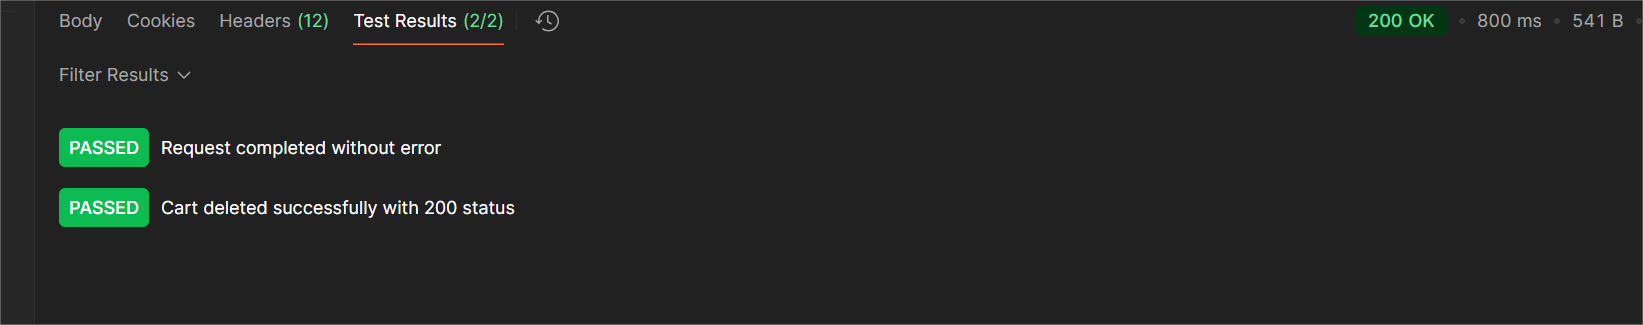 Body Cookies Headers (12) Test Results (2/2) 200 OK • 800 ms • 541 B
Filter Results
PASSED Request completed without error
PASSED Cart deleted successfully with 200 status